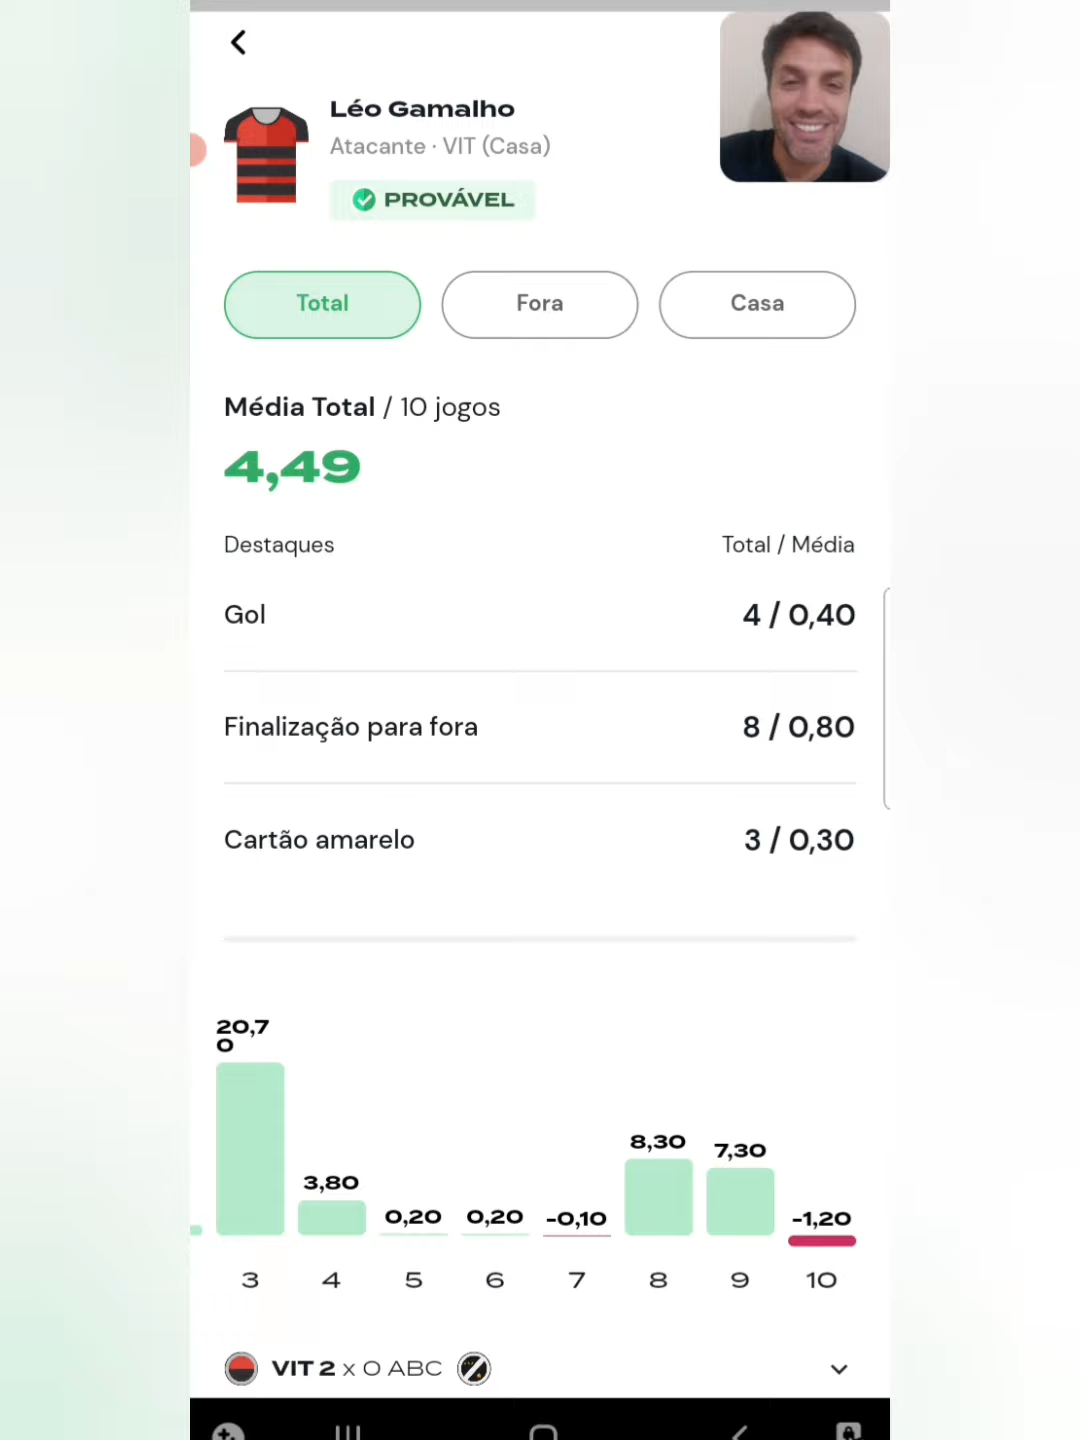 Léo Gamalho
Atacante · VIT (Casa)
PROVÁVEL
Total Fora Casa
Média Total / 10 jogos
4,49
Destaques Total / Média
Gol 4 / 0,40
Finalização para fora 8 / 0,80
Cartão amarelo 3 / 0,30
20,7
0
3,80
0,20
0,20
-0,10
8,30
7,30
-1,20
3 4 5 6 7 8 9 10
VIT 2 x 0 ABC